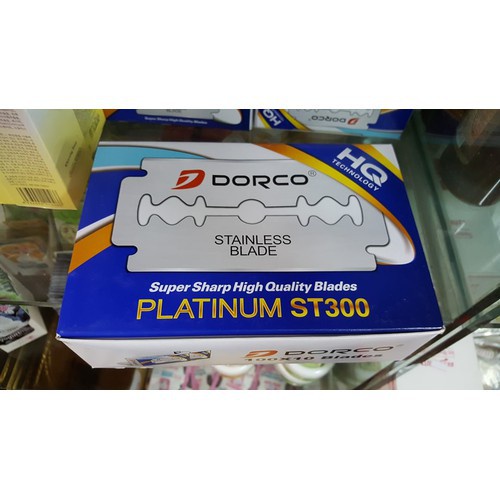 HQ
TECHNOLOGY
DORCO®
STAINLESS
BLADE
Super Sharp High Quality Blades
PLATINUM ST300
DORCO
100x10 Blades